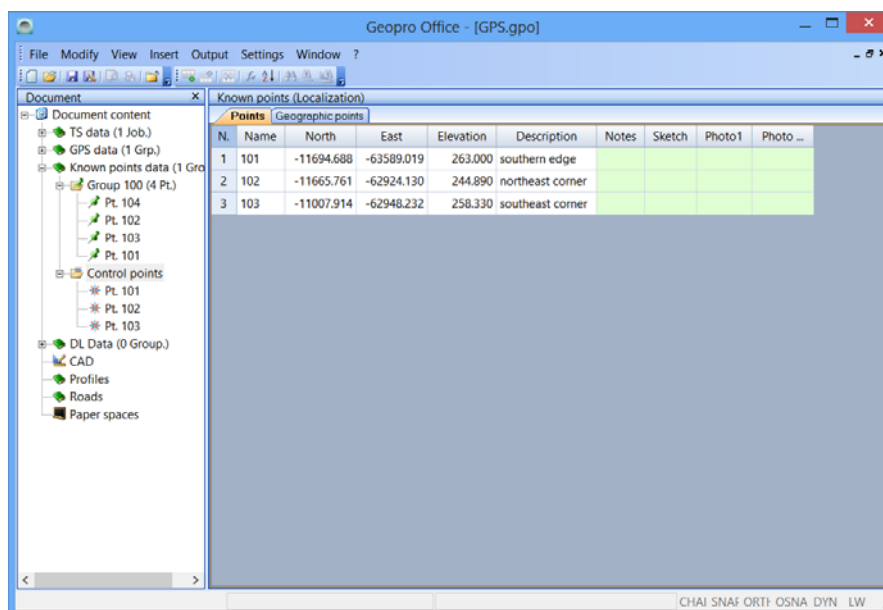 Geopro Office - [GPS.gpo]
File Modify View Insert Output Settings Window ?
Document x
Known points (Localization)
Document content
TS data (1 Job.)
GPS data (1 Grp.)
Known points data (1 Gro
Group 100 (4 Pt.)
Pt. 104
Pt. 102
Pt. 103
Pt. 101
Control points
Pt. 101
Pt. 102
Pt. 103
DL Data (0 Group.)
CAD
Profiles
Roads
Paper spaces
Points Geographic points
N. Name North East Elevation Description Notes Sketch Photo1 Photo ...
1 101 -11694.688 -63589.019 263.000 southern edge
2 102 -11665.761 -62924.130 244.890 northeast corner
3 103 -11007.914 -62948.232 258.330 southeast corner
CHAI SNAF ORTH OSNA DYN LW